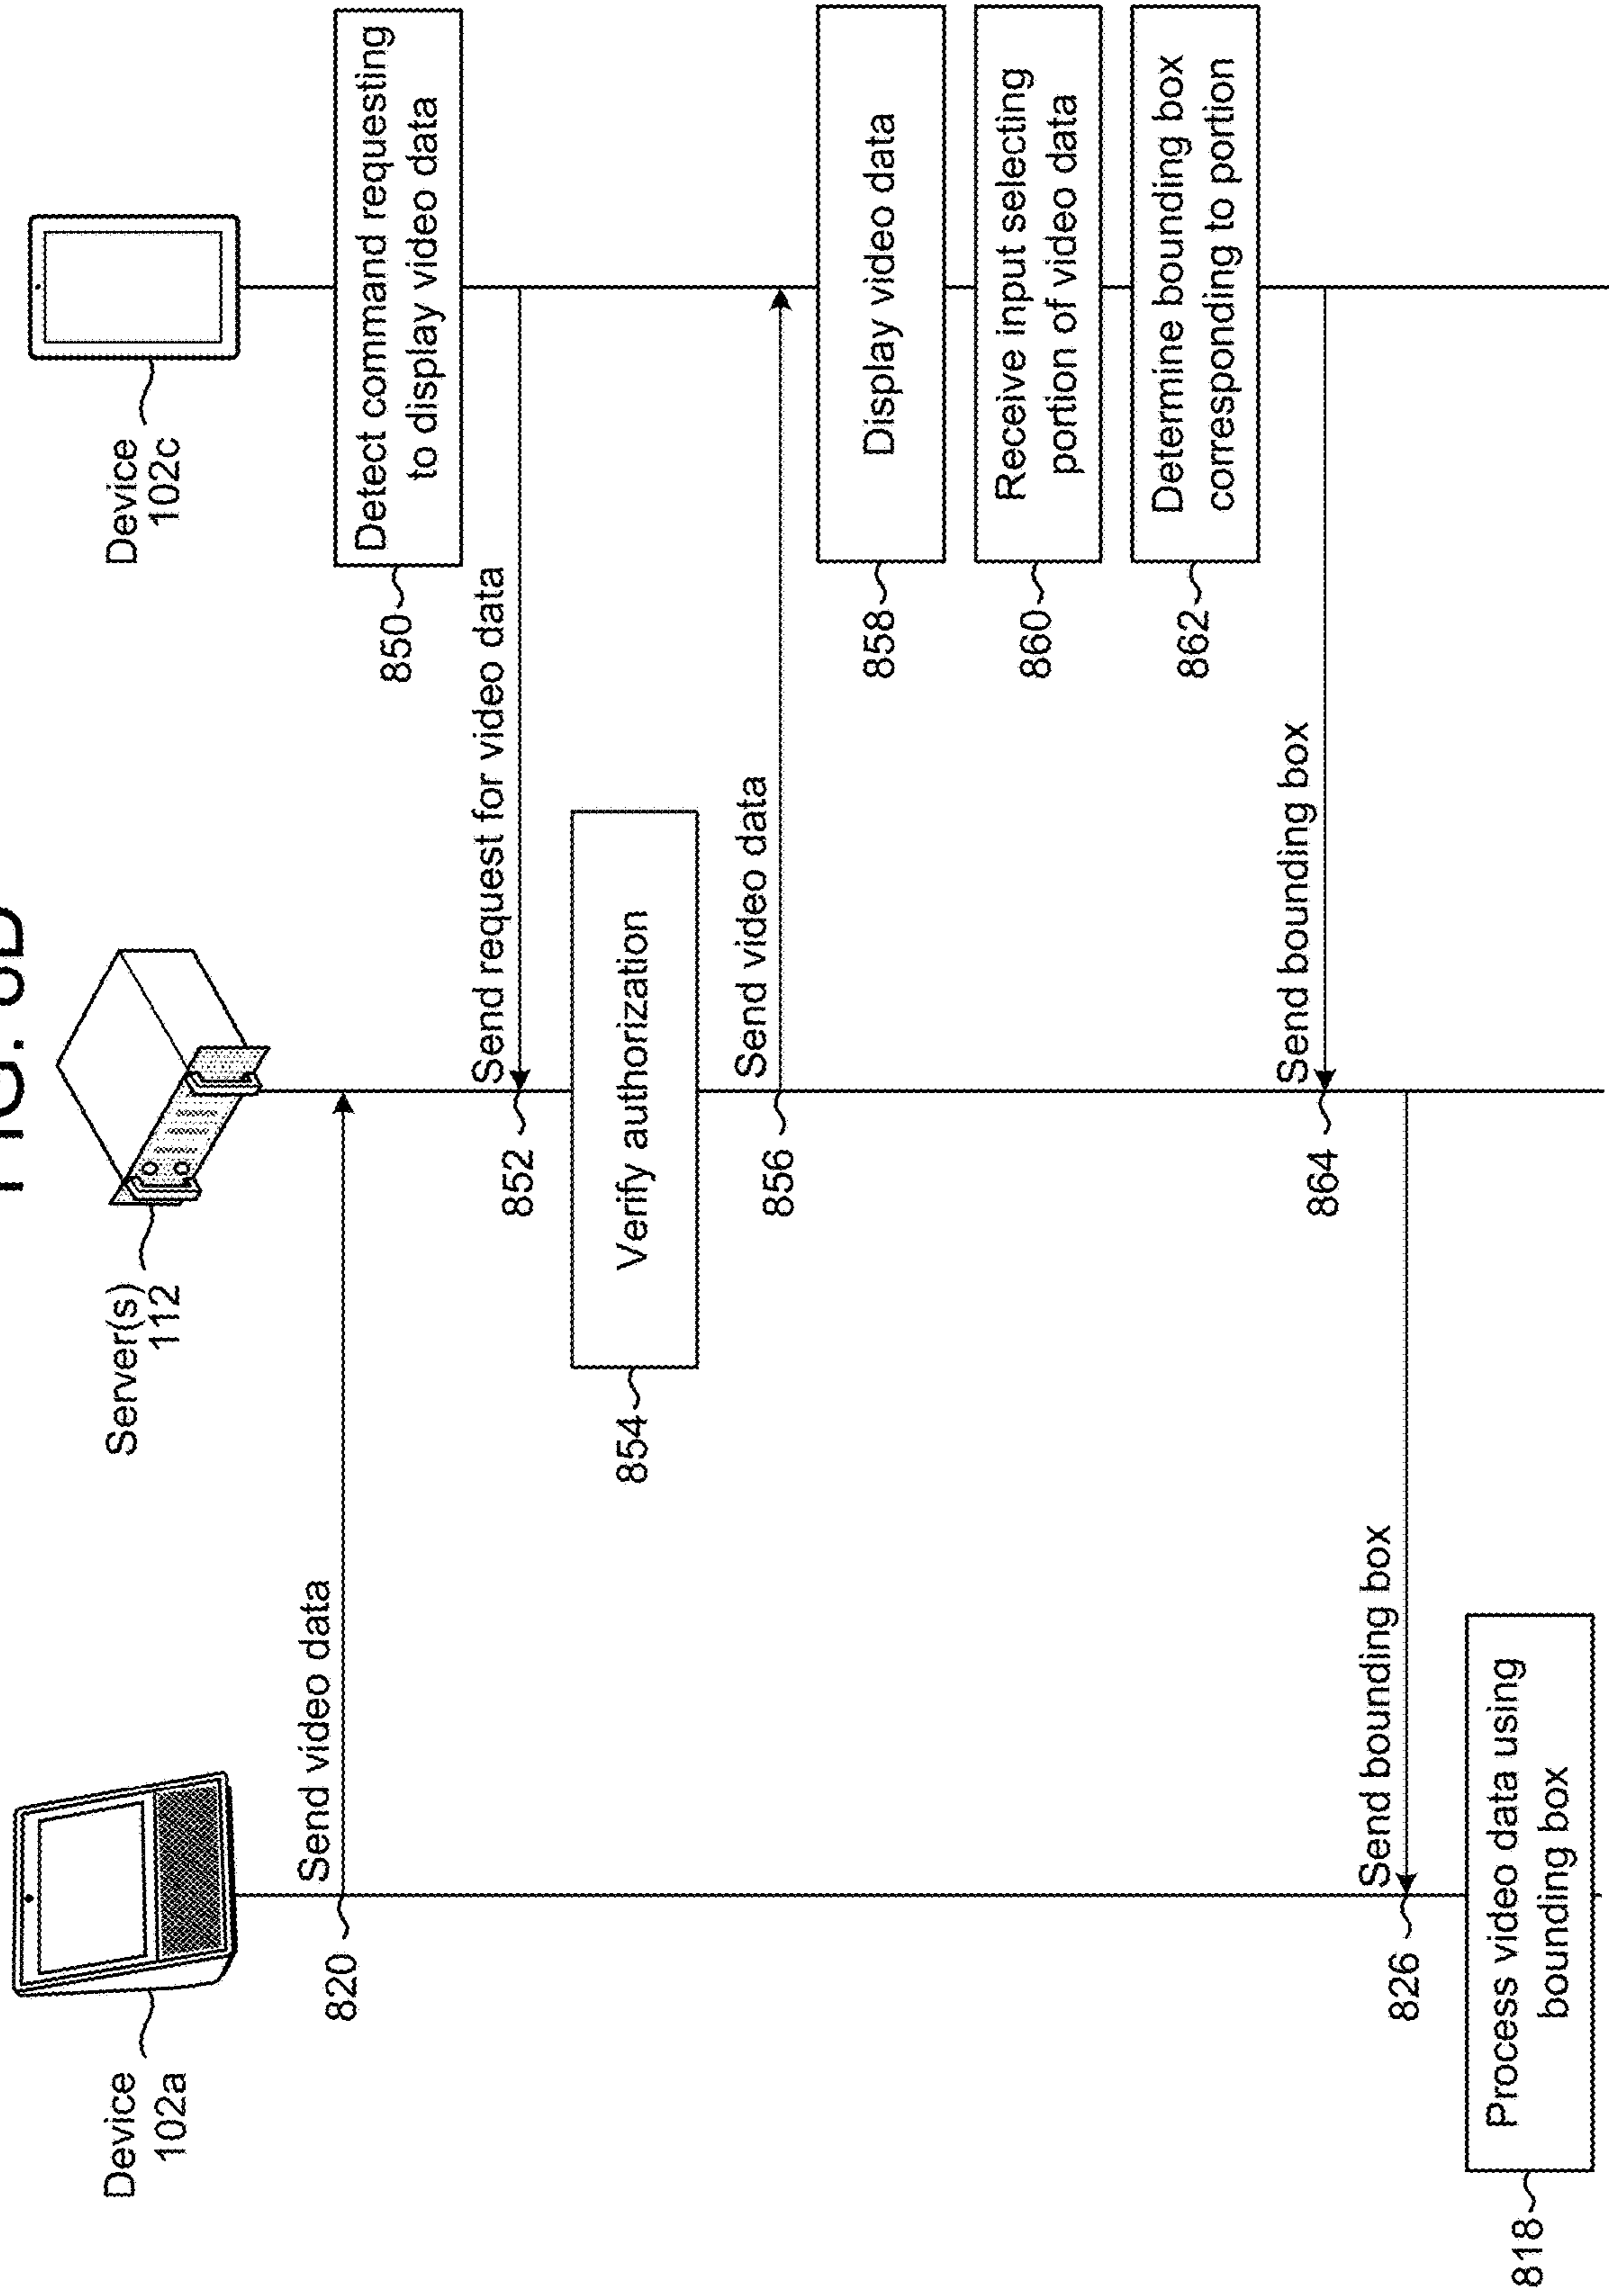 FIG.
Device
102a
Server(s)
112
Device
102c
820
Send video data
850
Detect command requesting
to display video data
852
Send request for video data
854
Verify authorization
856
Send video data
858
Display video data
860
Receive input selecting
portion of video data
862
Determine bounding box
corresponding to portion
864
Send bounding box
826
Send bounding box
818
Process video data using
bounding box